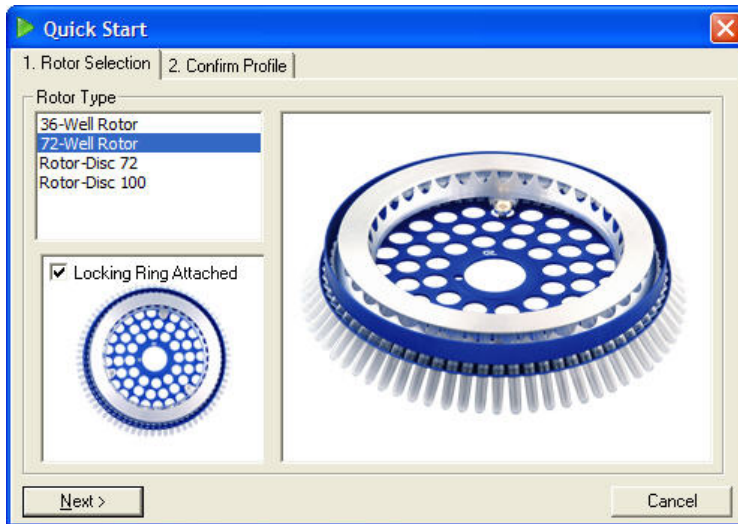 Quick Start
1. Rotor Selection
2. Confirm Profile
Rotor Type
36-Well Rotor
72-Well Rotor
Rotor-Disc 72
Rotor-Disc 100
Locking Ring Attached
Next >
Cancel